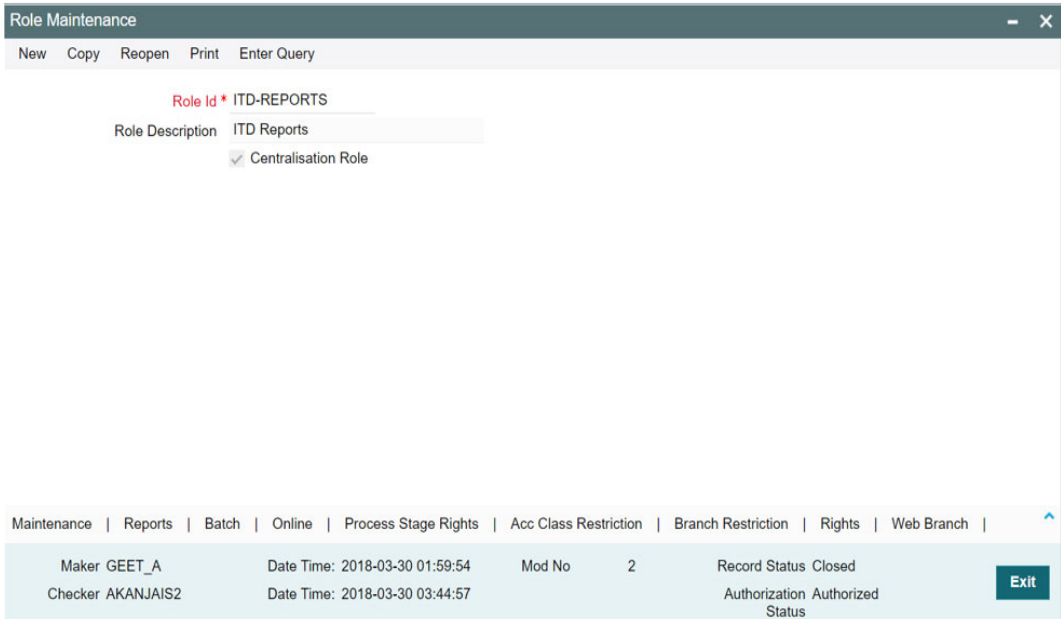 Role Maintenance
New Copy Reopen Print Enter Query
Role Id * ITD-REPORTS
Role Description ITD Reports
Centralisation Role
Maintenance | Reports | Batch | Online | Process Stage Rights | Acc Class Restriction | Branch Restriction | Rights | Web Branch |
Maker GEET_A Date Time: 2018-03-30 01:59:54 Mod No 2 Record Status Closed
Checker AKANJAIS2 Date Time: 2018-03-30 03:44:57 Authorization Status Authorized
Exit